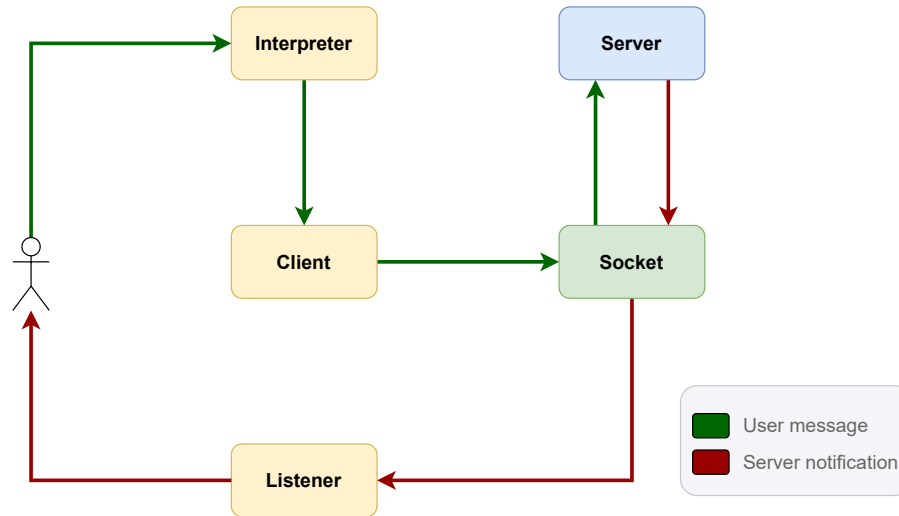 Interpreter
Server
Client
Socket
Listener
User message
Server notification